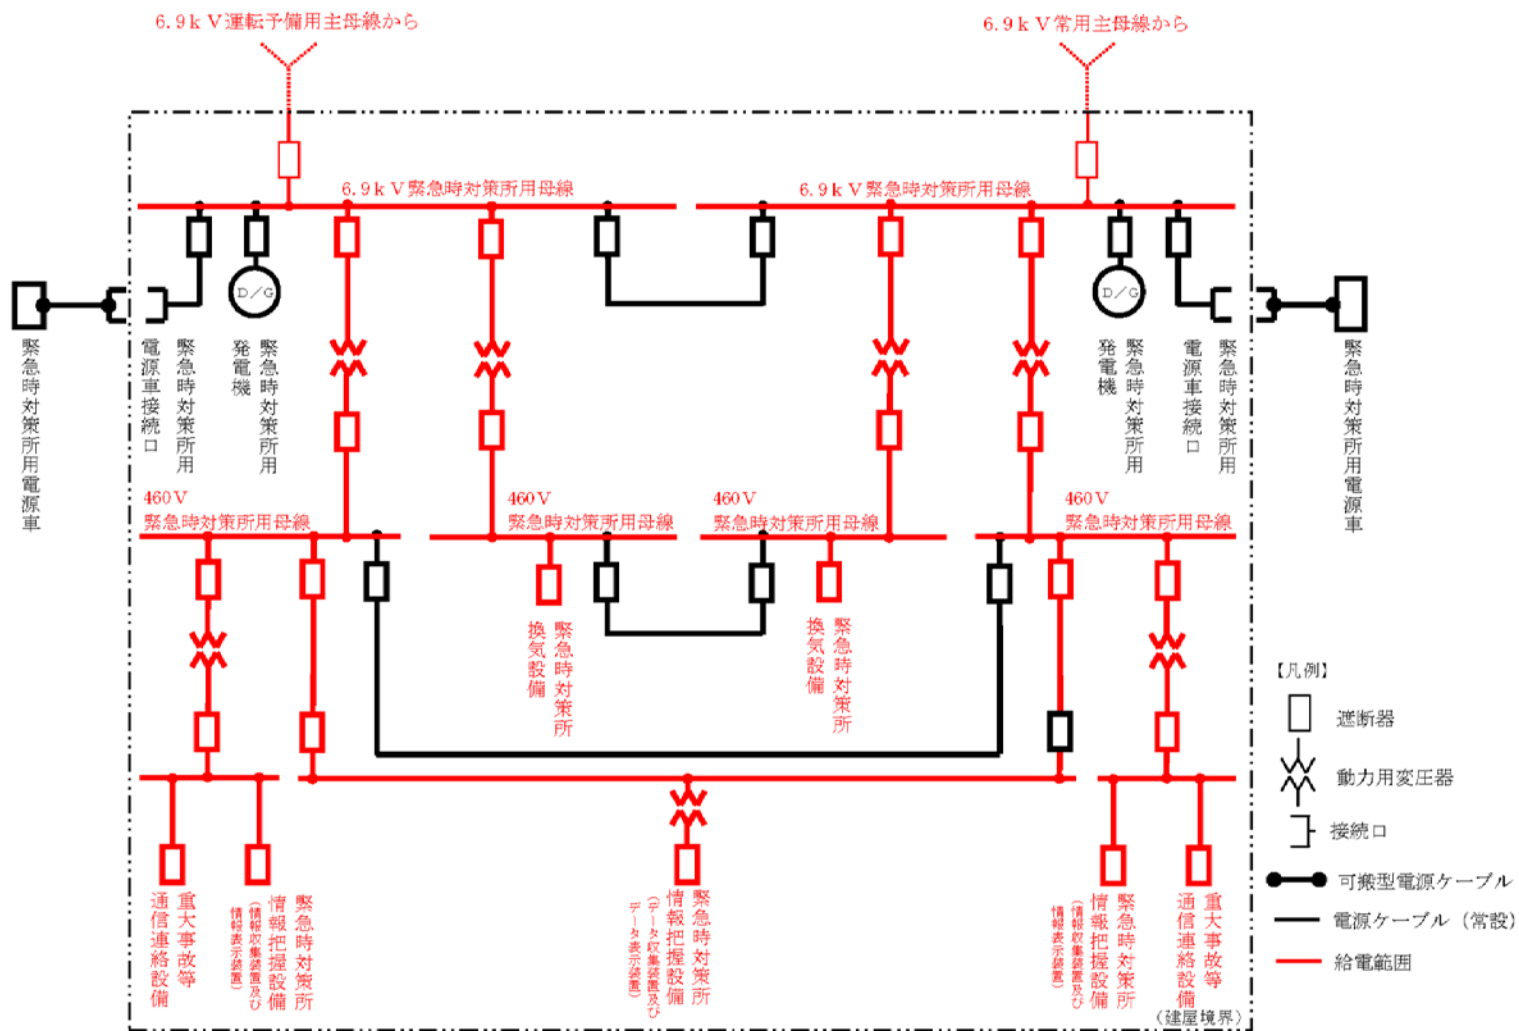 6.9kV運転予備用主母線から
6.9kV常用主母線から
6.9kV緊急時対策所用母線
6.9kV緊急時対策所用母線
D/G
D/G
緊急時対策所用電源車
緊急時対策所用
電源車接続口
緊急時対策所用
発電機
緊急時対策所用
発電機
緊急時対策所用
電源車接続口
緊急時対策所用電源車
460V
緊急時対策所用母線
460V
緊急時対策所用母線
460V
緊急時対策所用母線
460V
緊急時対策所用母線
緊急時対策所
換気設備
緊急時対策所
換気設備
重大事故等
通信連絡設備
緊急時対策所
情報把握設備
(情報収集装置及び
情報表示装置)
緊急時対策所
情報把握設備
(データ収集装置及び
データ表示装置)
緊急時対策所
情報把握設備
(情報収集装置及び
情報表示装置)
重大事故等
通信連絡設備
(建屋境界)
【凡例】
遮断器
動力用変圧器
接続口
可搬型電源ケーブル
電源ケーブル(常設)
給電範囲